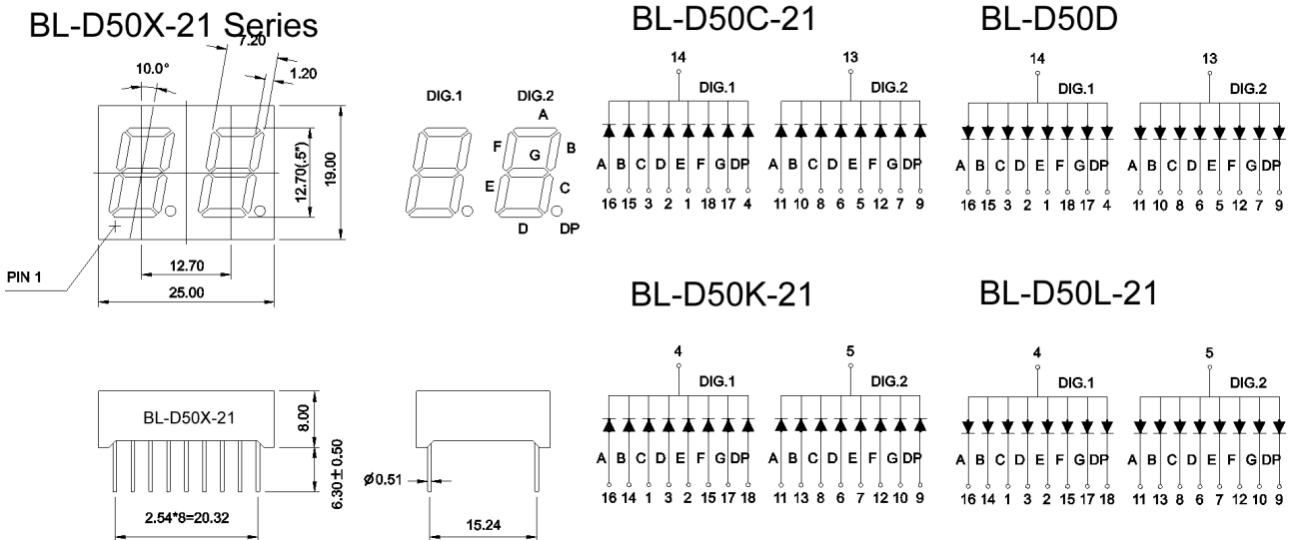 BL-D50X-21 Series
7.20
10.0°
1.20
12.70(.5")
19.00
PIN 1
12.70
25.00
DIG.1 DIG.2
A
F B
G
E C
D DP
BL-D50C-21
14 13
DIG.1 DIG.2
A B C D E F G DP A B C D E F G DP
16 15 3 2 1 18 17 4 11 10 8 6 5 12 7 9
BL-D50D
14 13
DIG.1 DIG.2
A B C D E F G DP A B C D E F G DP
16 15 3 2 1 18 17 4 11 10 8 6 5 12 7 9
BL-D50X-21
8.00
6.30±0.50
2.54*8=20.32
Ø0.51
15.24
BL-D50K-21
4 5
DIG.1 DIG.2
A B C D E F G DP A B C D E F G DP
16 14 1 3 2 15 17 18 11 13 8 6 7 12 10 9
BL-D50L-21
4 5
DIG.1 DIG.2
A B C D E F G DP A B C D E F G DP
16 14 1 3 2 15 17 18 11 13 8 6 7 12 10 9